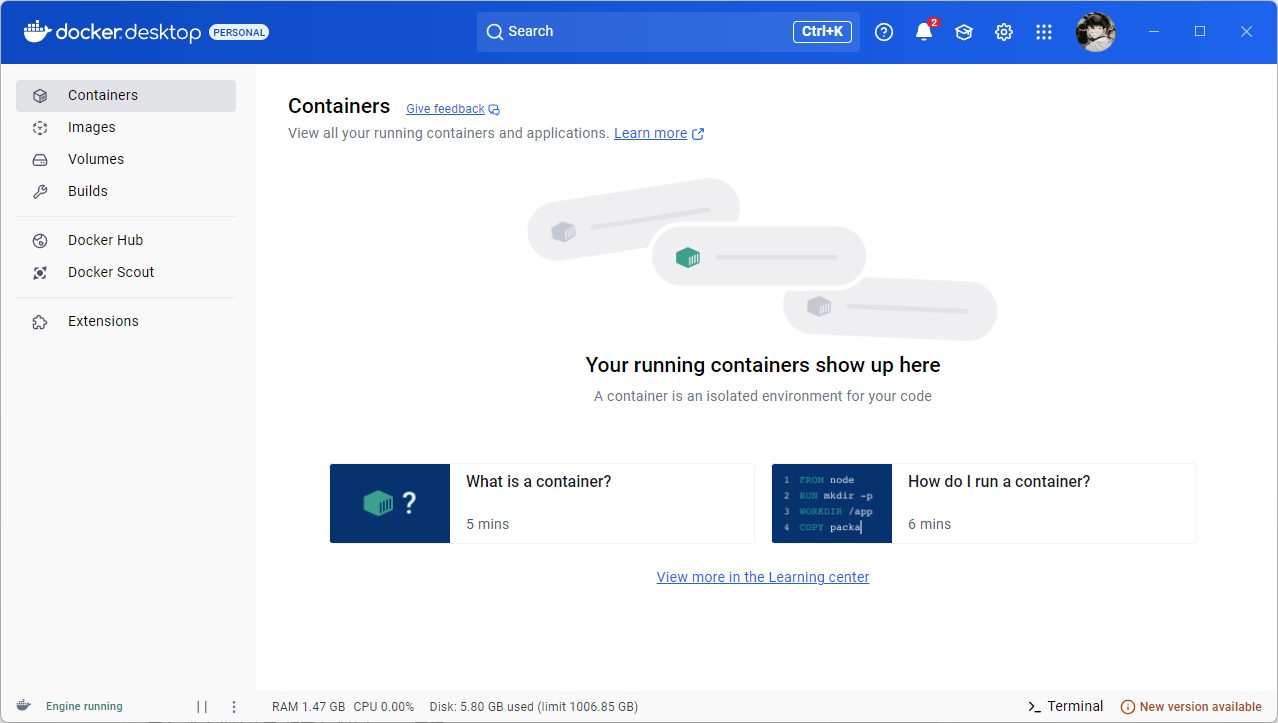 docker.desktop PERSONAL
Search
Ctrl+K
2
Containers
Images
Volumes
Builds
Docker Hub
Docker Scout
Extensions
Containers
Give feedback
View all your running containers and applications. Learn more
Your running containers show up here
A container is an isolated environment for your code
?
What is a container?
5 mins
1 FROM node
2 RUN mkdir -p
3 WORKDIR /app
4 COPY packa
How do I run a container?
6 mins
View more in the Learning center
Engine running
RAM 1.47 GB CPU 0.00% Disk: 5.80 GB used (limit 1006.85 GB)
>_ Terminal
New version available